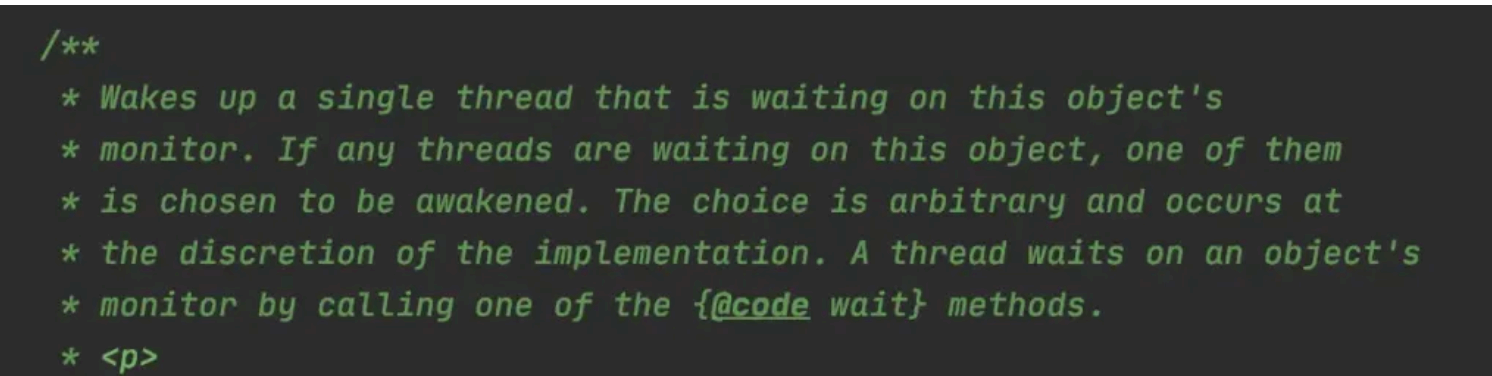 /**
* Wakes up a single thread that is waiting on this object's
* monitor. If any threads are waiting on this object, one of them
* is chosen to be awakened. The choice is arbitrary and occurs at
* the discretion of the implementation. A thread waits on an object's
* monitor by calling one of the {@code wait} methods.
* <p>